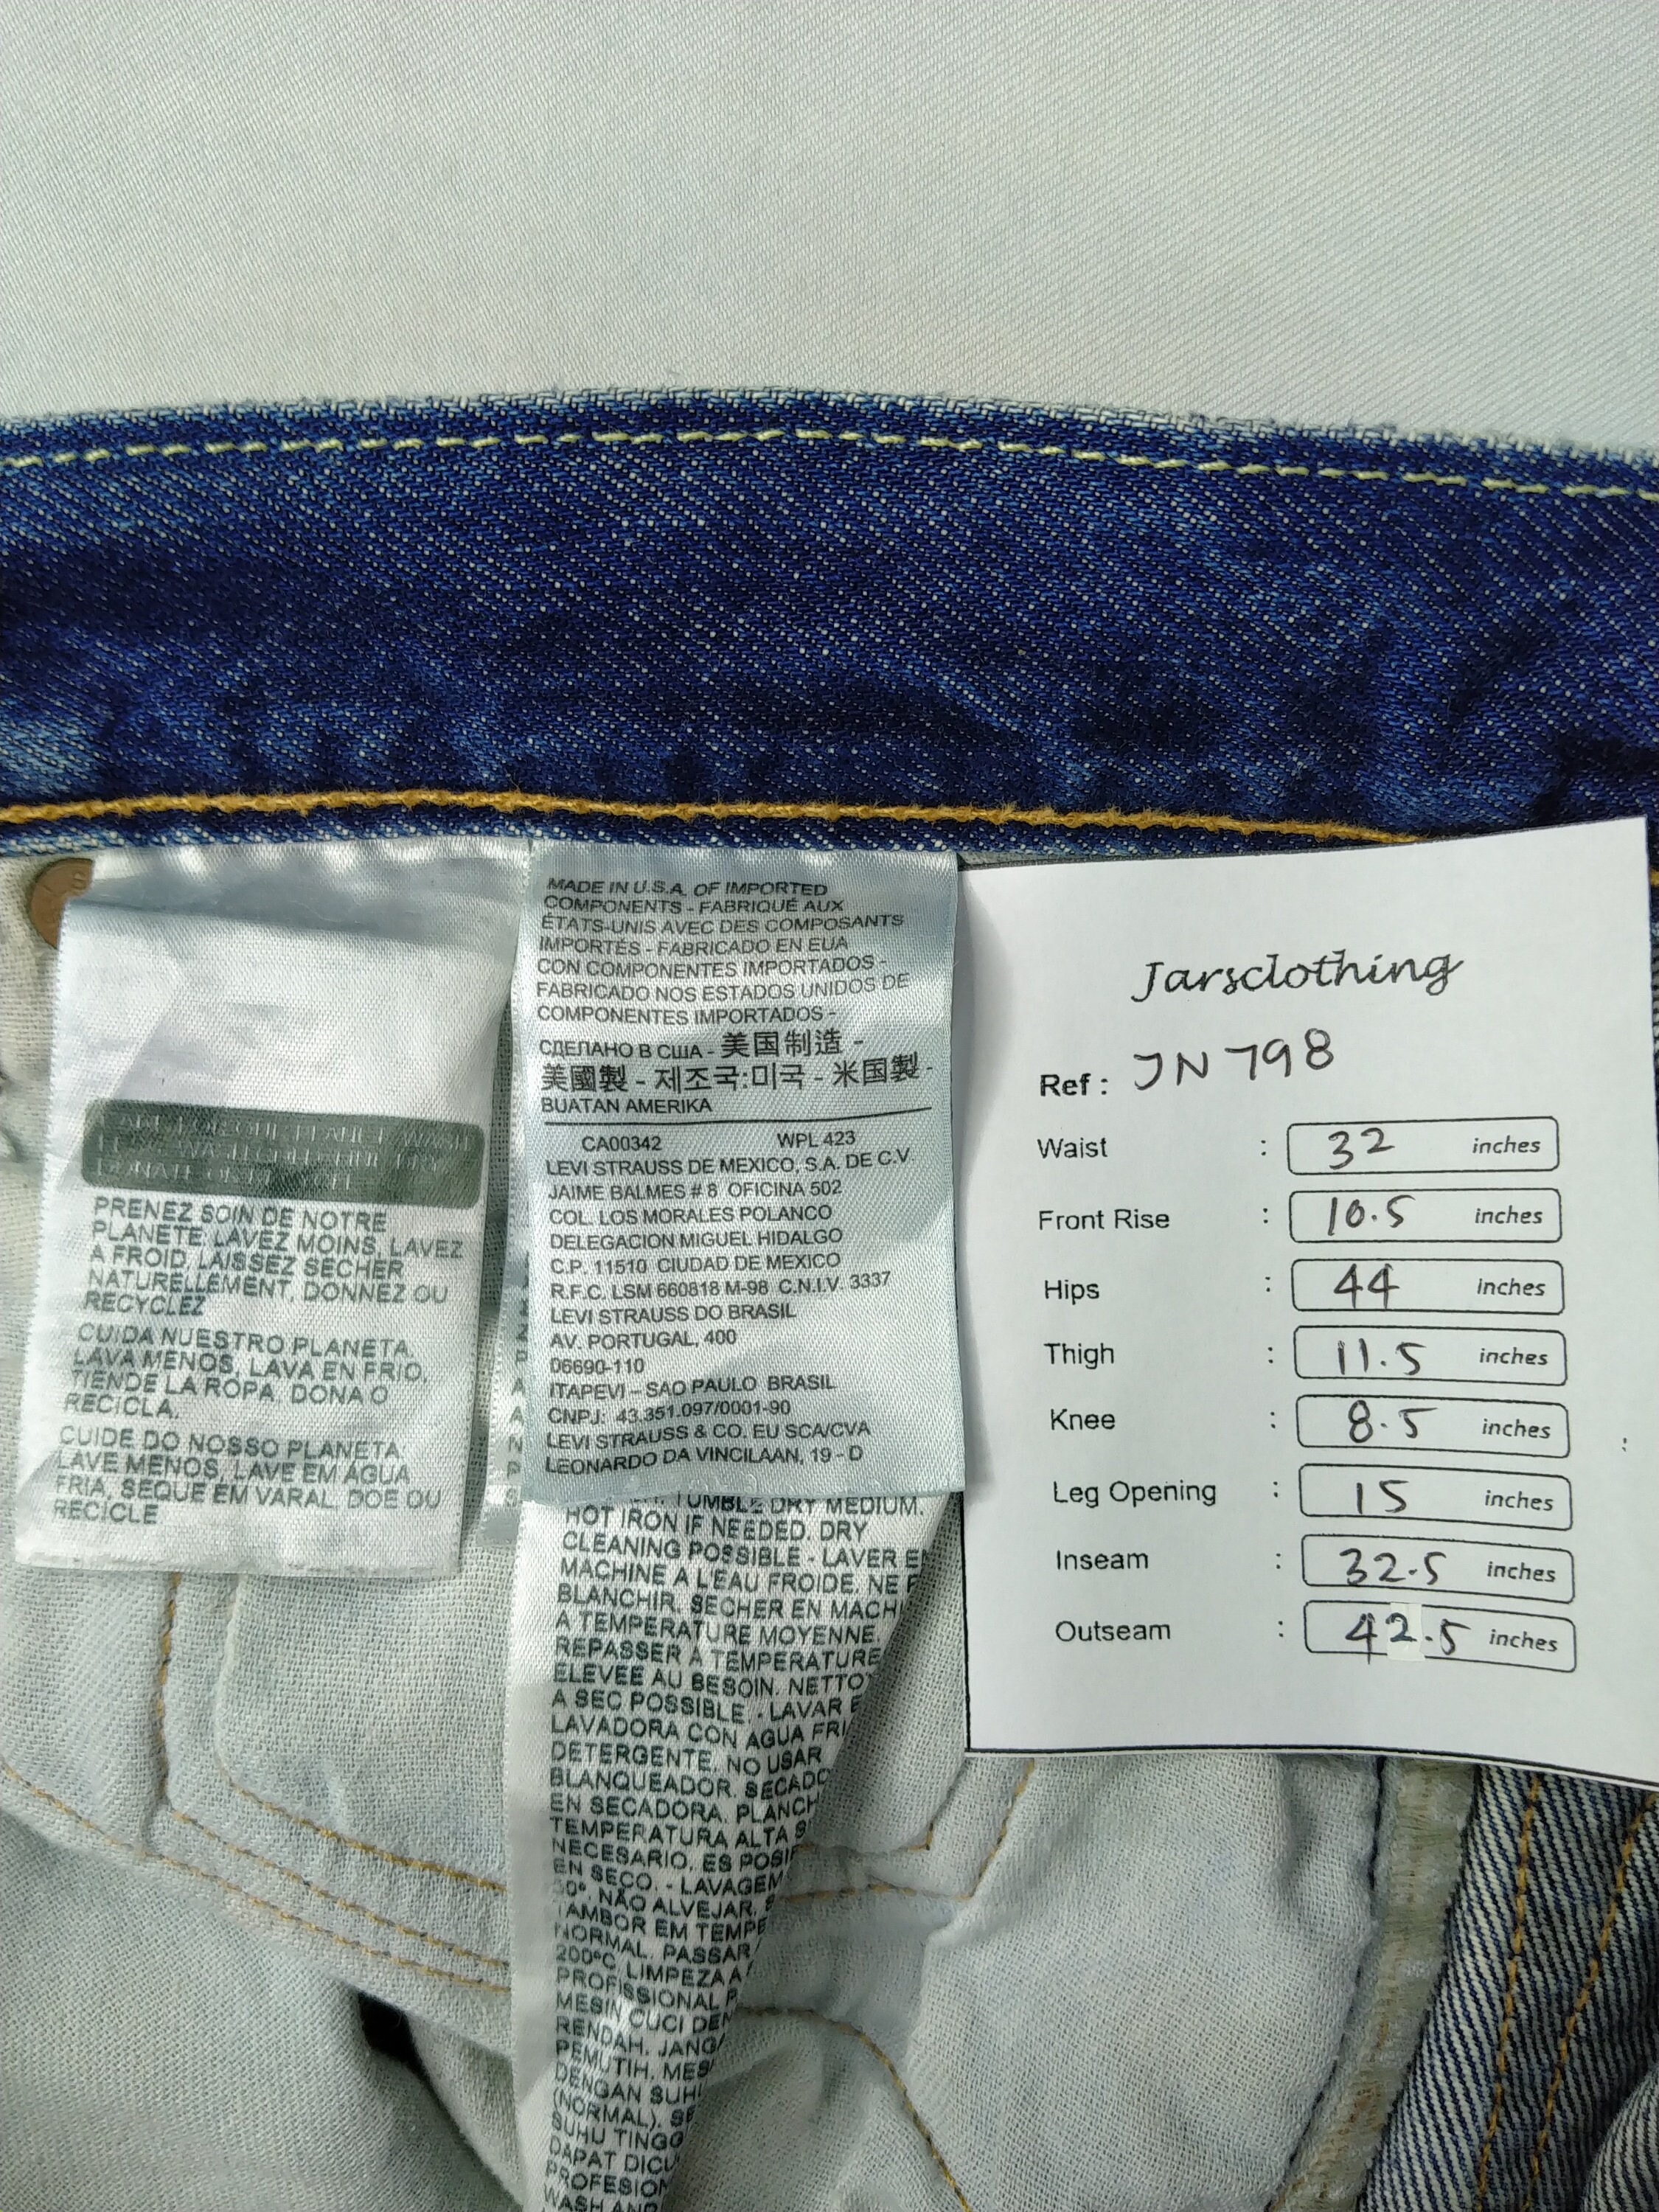 PRENEZ SOIN DE NOTRE
PLANETE LAVEZ MOINS, LAVEZ
A FROID, LAISSEZ SECHER
NATURELLEMENT, DONNEZ OU
RECYCLEZ
CUIDA NUESTRO PLANETA.
LAVA MENOS, LAVA EN FRIO,
TIENDE LA ROPA, DONA O
RECICLA.
CUIDE DO NOSSO PLANETA
LAVE MENOS, LAVE EM ÁGUA
FRIA, SEQUE EM VARAL, DOE OU
RECICLE
MADE IN U.S.A. OF IMPORTED
COMPONENTS - FABRIQUÉ AUX
ÉTATS-UNIS AVEC DES COMPOSANTS
IMPORTÉS - FABRICADO EN EUA
CON COMPONENTES IMPORTADOS -
FABRICADO NOS ESTADOS UNIDOS DE
COMPONENTES IMPORTADOS -
СДЕЛАНО В США - 美国制造 -
美國製 - 제조국:미국 - 米国製 -
BUATAN AMERIKA
CA00342 WPL 423
LEVI STRAUSS DE MEXICO, S.A. DE C.V.
JAIME BALMES # 8 OFICINA 502
COL. LOS MORALES POLANCO
DELEGACION MIGUEL HIDALGO
C.P. 11510 CIUDAD DE MEXICO
R.F.C. LSM 660818 M-98 C.N.I.V. 3337
LEVI STRAUSS DO BRASIL
AV. PORTUGAL, 400
06690-110
ITAPEVI – SAO PAULO BRASIL
CNPJ: 43.351.097/0001-90
LEVI STRAUSS & CO. EU SCA/CVA
LEONARDO DA VINCILAAN, 19 - D
TUMBLE DRY MEDIUM.
HOT IRON IF NEEDED. DRY
CLEANING POSSIBLE - LAVER E
MACHINE A L'EAU FROIDE. NE
BLANCHIR. SECHER EN MACHI
A TEMPERATURE MOYENNE.
REPASSER A TEMPERATURE
ELEVEE AU BESOIN. NETTO
A SEC POSSIBLE. - LAVAR E
LAVADORA CON AGUA FRI
DETERGENTE. NO USAR
BLANQUEADOR. SECADO
EN SECADORA. PLANCH
TEMPERATURA ALTA S
NECESARIO. ES POSI
EN SECO. - LAVAGEM
30°. NÃO ALVEJAR.
TAMBOR EM TEMPE
NORMAL. PASSAR
200°C LIMPEZA A
PROFISSIONAL P
MESIN CUCI DEN
RENDAH. JANGA
PEMUTIH. MES
DENGAN SUHU
(NORMAL). SE
SUHU TINGG
DAPAT DICU
PROFESION
WASH AND
Jarsclothing
Ref : JN 798
Waist : 32 inches
Front Rise : 10.5 inches
Hips : 44 inches
Thigh : 11.5 inches
Knee : 8.5 inches
Leg Opening : 15 inches
Inseam : 32.5 inches
Outseam : 42.5 inches